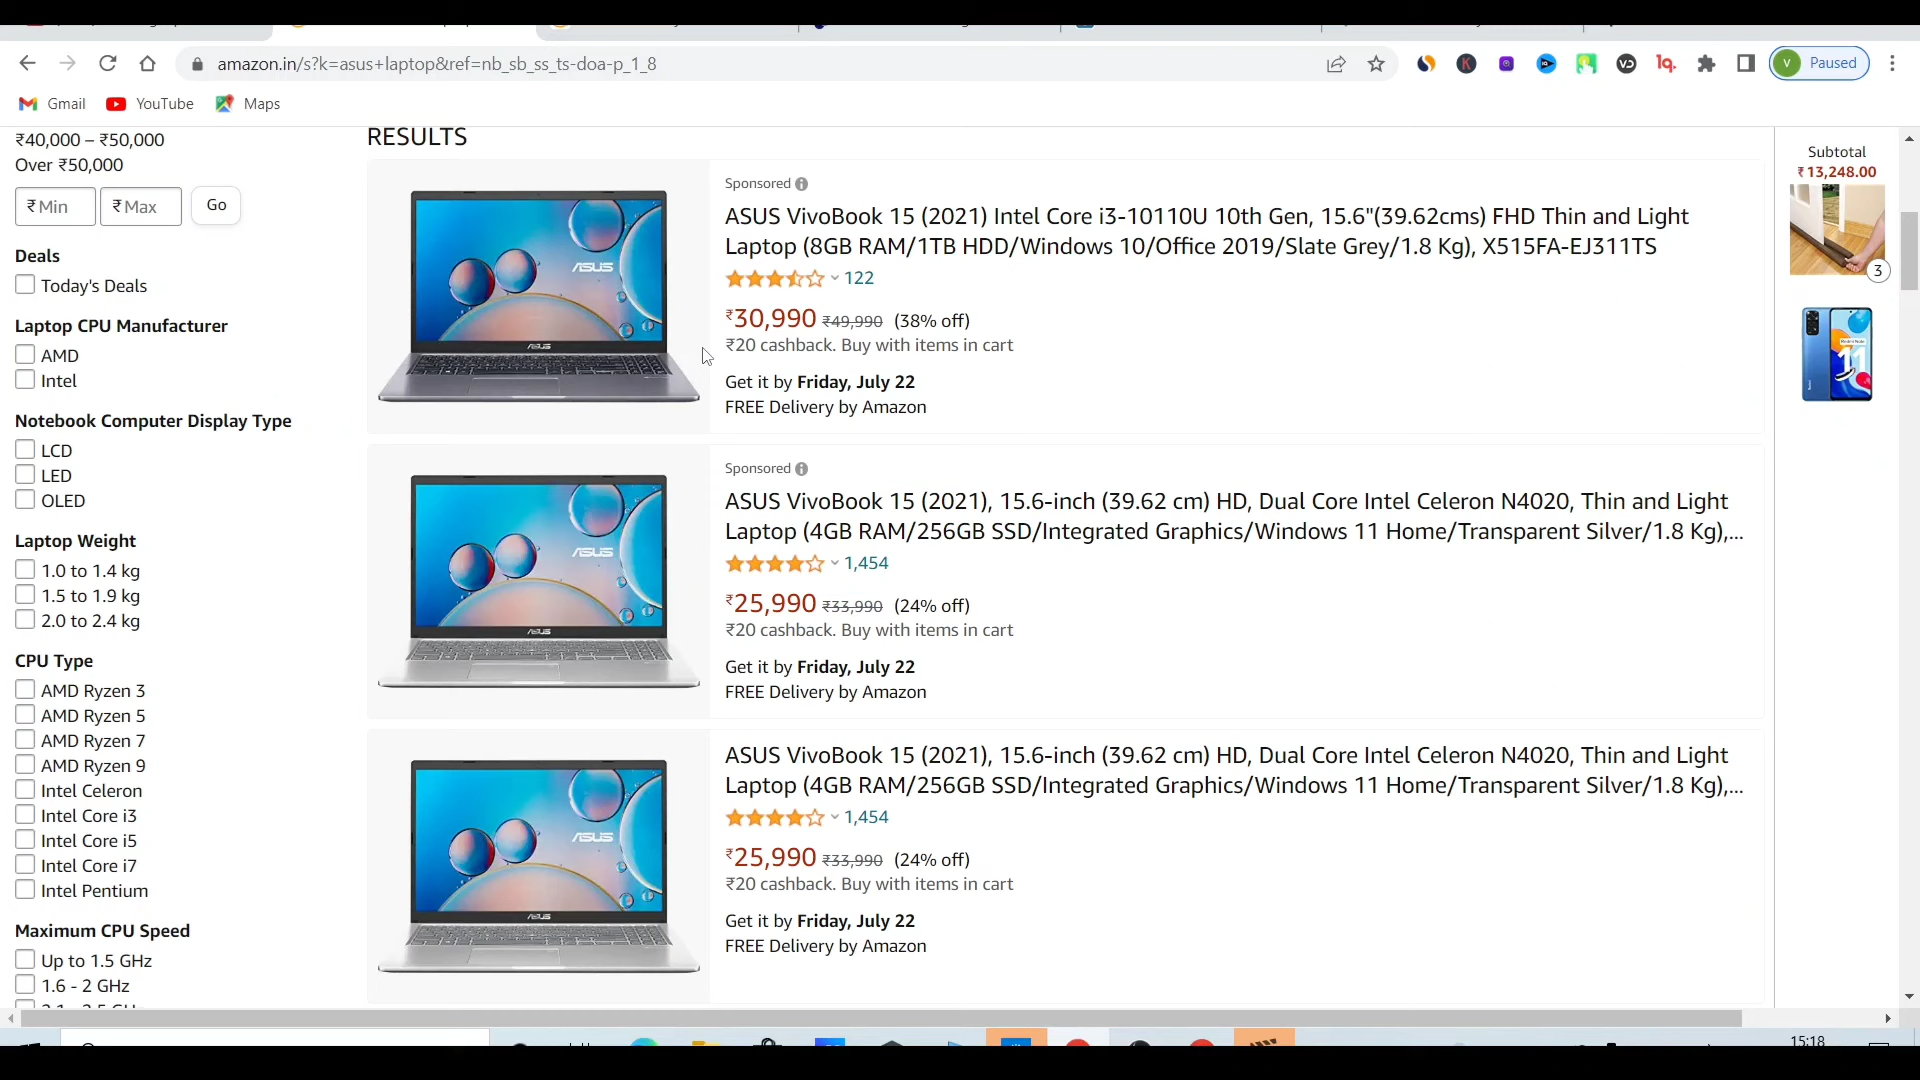 amazon.in/s?k=asus+laptop&ref=nb_sb_ss_ts-doa-p_1_8
Paused
Gmail
YouTube
Maps
₹40,000 – ₹50,000
Over ₹50,000
₹ Min
₹ Max
Go
Deals
Today's Deals
Laptop CPU Manufacturer
AMD
Intel
Notebook Computer Display Type
LCD
LED
OLED
Laptop Weight
1.0 to 1.4 kg
1.5 to 1.9 kg
2.0 to 2.4 kg
CPU Type
AMD Ryzen 3
AMD Ryzen 5
AMD Ryzen 7
AMD Ryzen 9
Intel Celeron
Intel Core i3
Intel Core i5
Intel Core i7
Intel Pentium
Maximum CPU Speed
Up to 1.5 GHz
1.6 - 2 GHz
RESULTS
ASUS
ASUS
Sponsored
ASUS VivoBook 15 (2021) Intel Core i3-10110U 10th Gen, 15.6"(39.62cms) FHD Thin and Light
Laptop (8GB RAM/1TB HDD/Windows 10/Office 2019/Slate Grey/1.8 Kg), X515FA-EJ311TS
122
₹30,990 ₹49,990 (38% off)
₹20 cashback. Buy with items in cart
Get it by Friday, July 22
FREE Delivery by Amazon
ASUS
ASUS
Sponsored
ASUS VivoBook 15 (2021), 15.6-inch (39.62 cm) HD, Dual Core Intel Celeron N4020, Thin and Light
Laptop (4GB RAM/256GB SSD/Integrated Graphics/Windows 11 Home/Transparent Silver/1.8 Kg),...
1,454
₹25,990 ₹33,990 (24% off)
₹20 cashback. Buy with items in cart
Get it by Friday, July 22
FREE Delivery by Amazon
ASUS
ASUS
ASUS VivoBook 15 (2021), 15.6-inch (39.62 cm) HD, Dual Core Intel Celeron N4020, Thin and Light
Laptop (4GB RAM/256GB SSD/Integrated Graphics/Windows 11 Home/Transparent Silver/1.8 Kg),...
1,454
₹25,990 ₹33,990 (24% off)
₹20 cashback. Buy with items in cart
Get it by Friday, July 22
FREE Delivery by Amazon
Subtotal
₹13,248.00
3
11
15:18